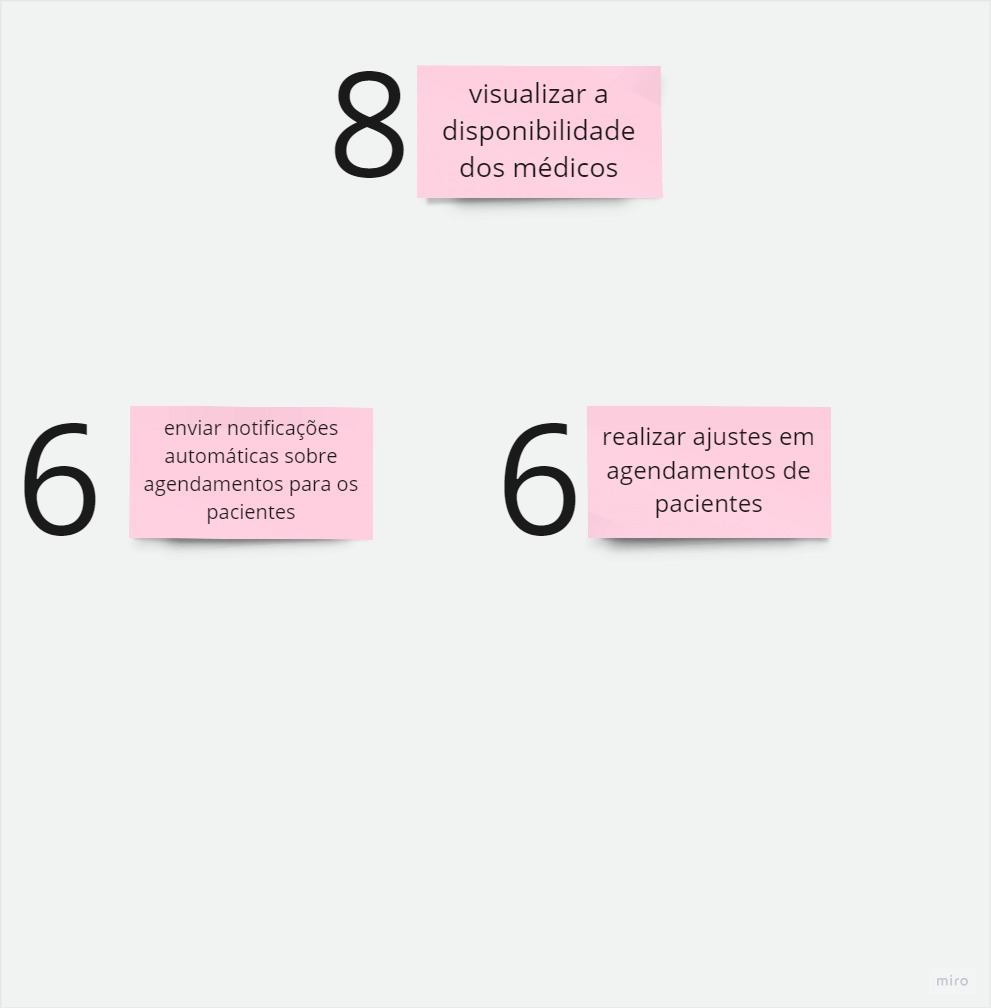 8
visualizar a
disponibilidade
dos médicos
6
enviar notificações
automáticas sobre
agendamentos para os
pacientes
6
realizar ajustes em
agendamentos de
pacientes
miro